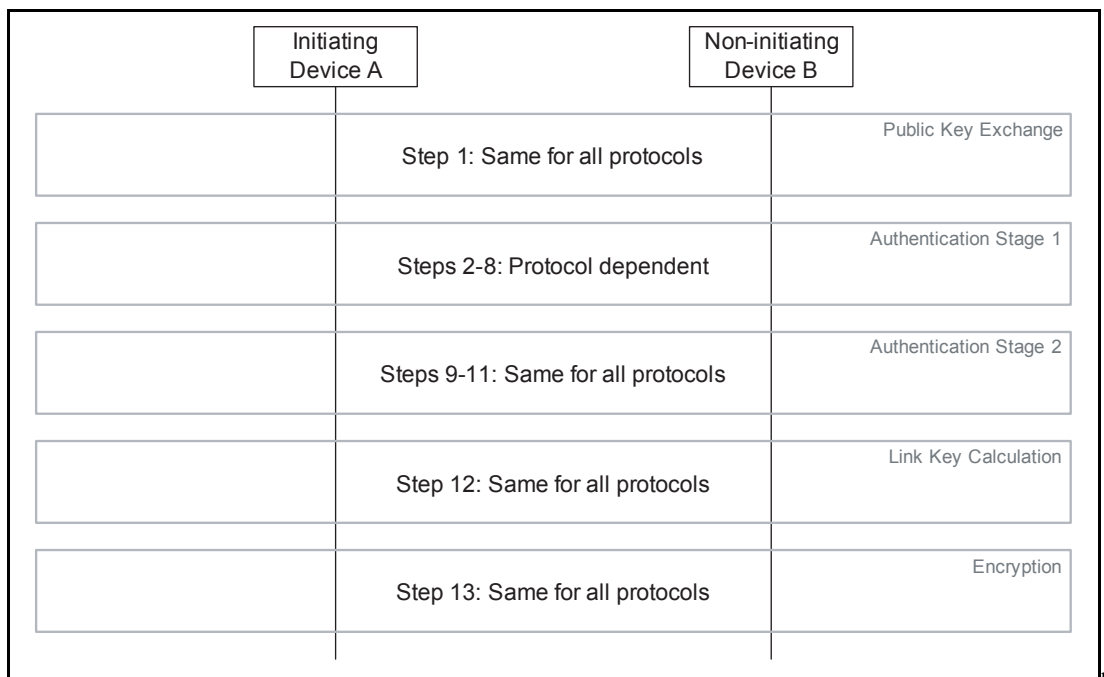 Initiating
Device A
Non-initiating
Device B
Public Key Exchange
Step 1: Same for all protocols
Authentication Stage 1
Steps 2-8: Protocol dependent
Authentication Stage 2
Steps 9-11: Same for all protocols
Link Key Calculation
Step 12: Same for all protocols
Encryption
Step 13: Same for all protocols